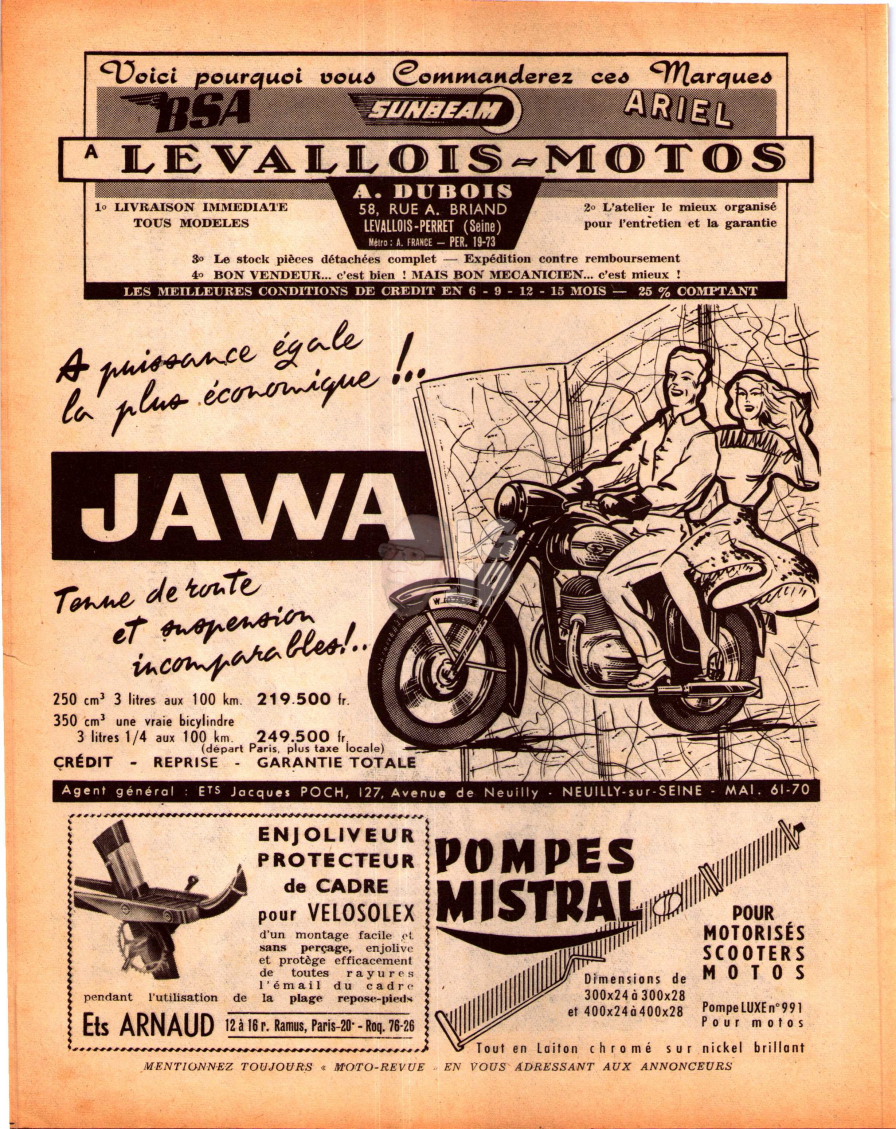 Voici pourquoi vous Commanderez ces Marques
BSA SUNBEAM ARIEL
A LEVALLOIS-MOTOS
A. DUBOIS
58, RUE A. BRIAND
LEVALLOIS-PERRET (Seine)
Métro : A. FRANCE — PER. 19-73
1o LIVRAISON IMMEDIATE
TOUS MODELES
2o L'atelier le mieux organisé
pour l'entretien et la garantie
3o Le stock pièces détachées complet — Expédition contre remboursement
4o BON VENDEUR... c'est bien ! MAIS BON MECANICIEN... c'est mieux !
LES MEILLEURES CONDITIONS DE CREDIT EN 6 - 9 - 12 - 15 MOIS — 25 % COMPTANT
A puissance égale
la plus économique !...
JAWA
Tenue de route
et suspension
incomparables!..
250 cm³ 3 litres aux 100 km. 219.500 fr.
350 cm³ une vraie bicylindre
3 litres 1/4 aux 100 km. 249.500 fr.
(départ Paris, plus taxe locale)
CRÉDIT - REPRISE - GARANTIE TOTALE
Agent général : ETS Jacques POCH, 127, Avenue de Neuilly - NEUILLY-sur-SEINE - MAI. 61-70
ENJOLIVEUR
PROTECTEUR
de CADRE
pour VELOSOLEX
d'un montage facile et
sans perçage, enjolive
et protège efficacement
de toutes rayures
l'émail du cadre
pendant l'utilisation de la plage repose-pieds
Ets ARNAUD 12 à 16 r. Ramus, Paris-20e - Roq. 76-26
POMPES
MISTRAL
POUR
MOTORISÉS
SCOOTERS
MOTOS
Dimensions de
300x24 à 300x28
et 400x24 à 400x28
Pompe LUXE n° 991
Pour motos
Tout en Laiton chromé sur nickel brillant
MENTIONNEZ TOUJOURS « MOTO-REVUE » EN VOUS ADRESSANT AUX ANNONCEURS